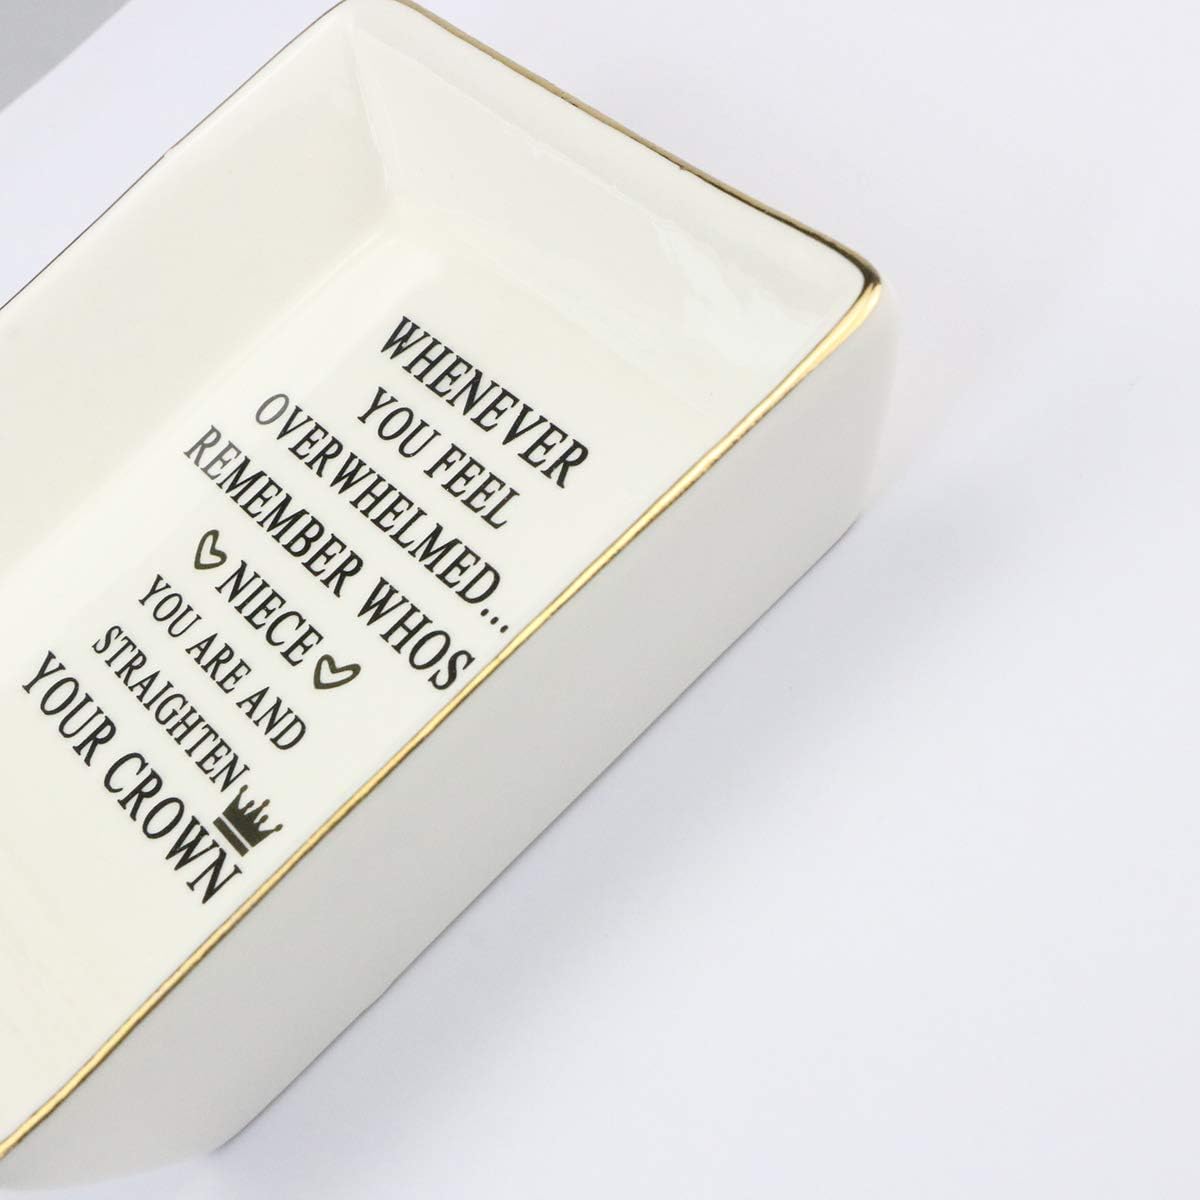 WHENEVER
YOU FEEL
OVERWHELMED...
REMEMBER WHOS
NIECE
YOU ARE AND
STRAIGHTEN
YOUR CROWN